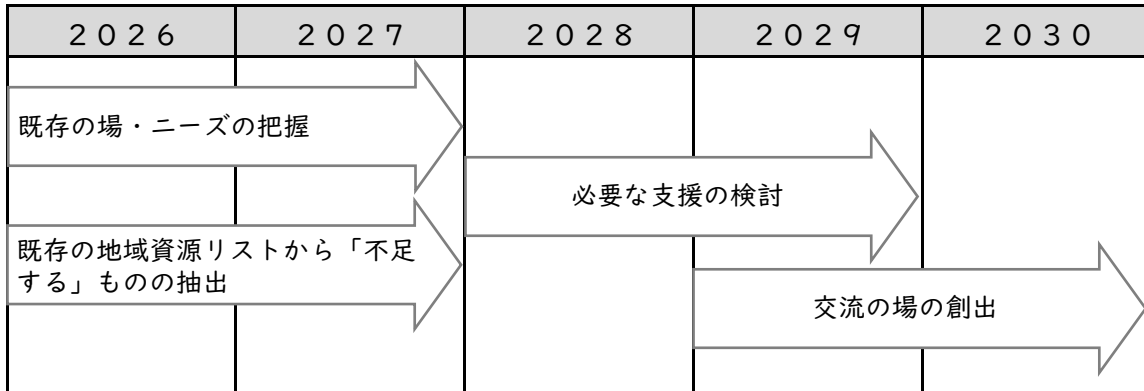 ２０２６
２０２７
２０２８
２０２９
２０３０
既存の場・ニーズの把握
必要な支援の検討
既存の地域資源リストから「不足
する」ものの抽出
交流の場の創出